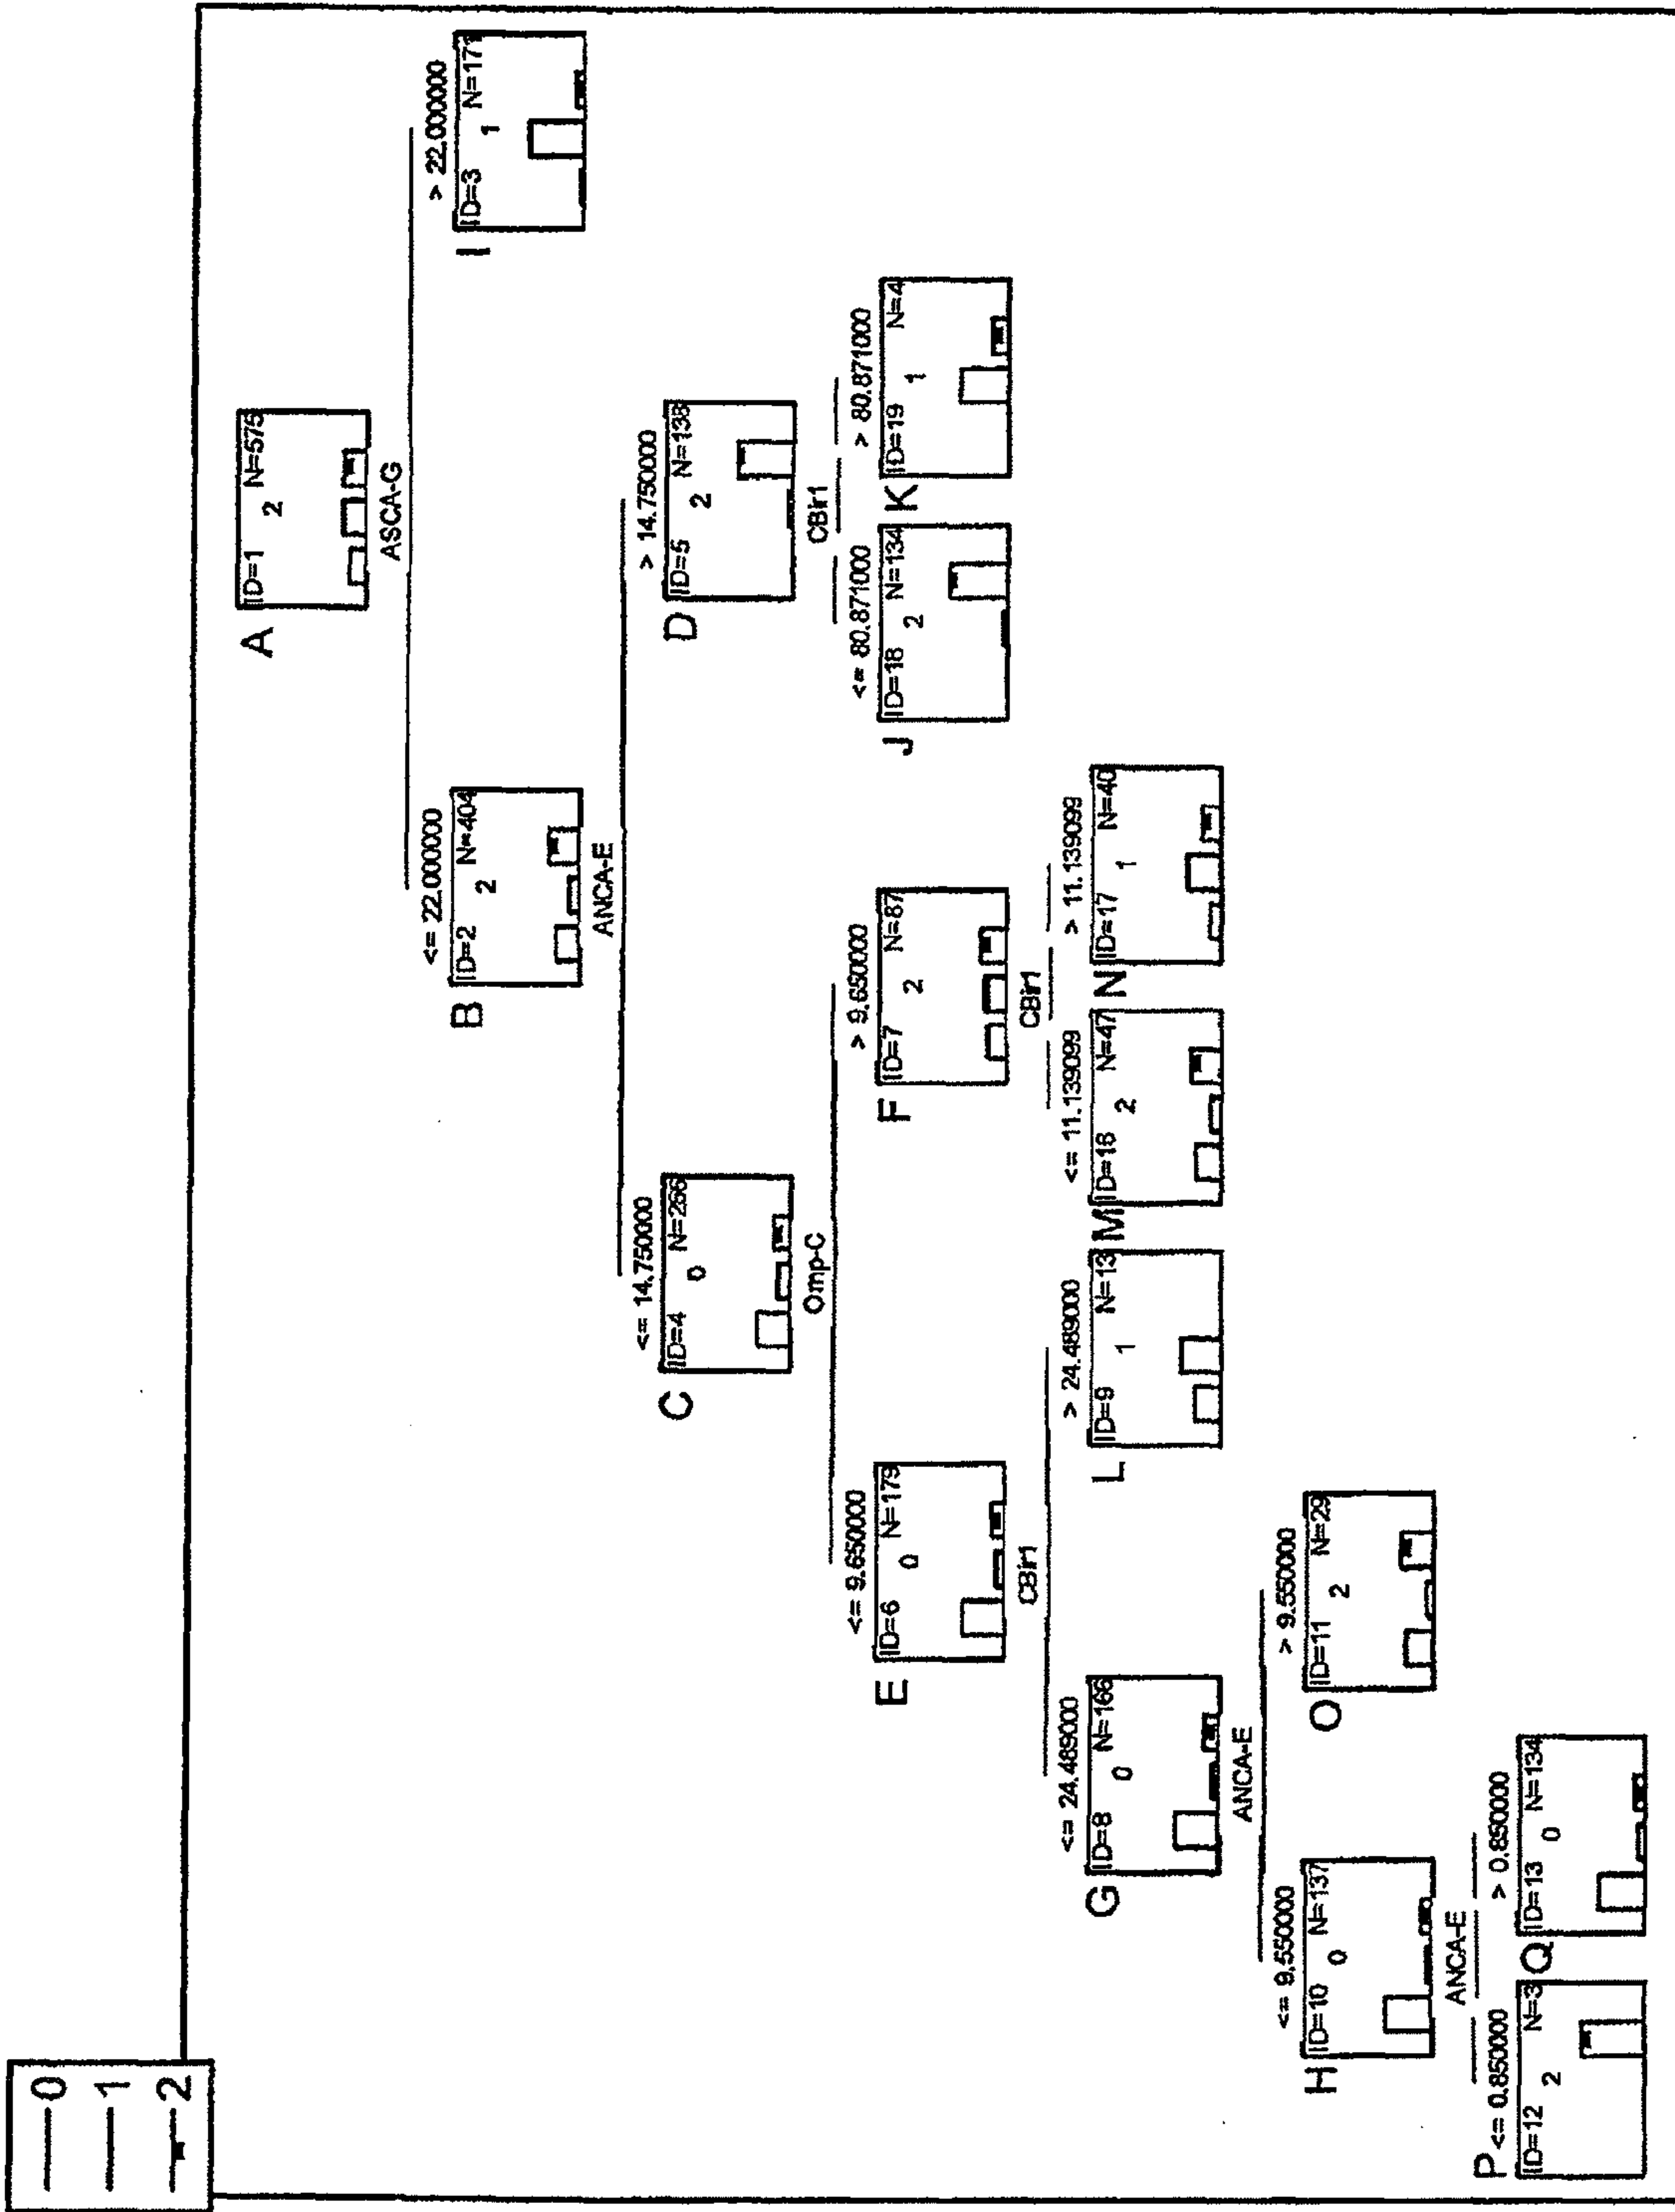 0
1
2
A
ID=1 N=575
2
ASCA-G
<= 22.000000
> 22.000000
B
ID=2 N=404
2
ANCA-E
I
ID=3 N=171
1
<= 14.750000
> 14.750000
C
ID=4 N=266
0
Omp-C
D
ID=5 N=138
2
CBir1
<= 9.650000
> 9.650000
<= 80.871000
> 80.871000
E
ID=6 N=179
0
CBir1
F
ID=7 N=87
2
CBir1
J
ID=18 N=134
2
K
ID=19 N=4
1
<= 24.489000
> 24.489000
<= 11.139099
> 11.139099
G
ID=8 N=166
0
ANCA-E
L
ID=9 N=13
1
M
ID=16 N=47
2
N
ID=17 N=40
1
<= 9.550000
> 9.550000
H
ID=10 N=137
0
ANCA-E
O
ID=11 N=29
2
<= 0.850000
> 0.850000
P
ID=12 N=3
2
Q
ID=13 N=134
0